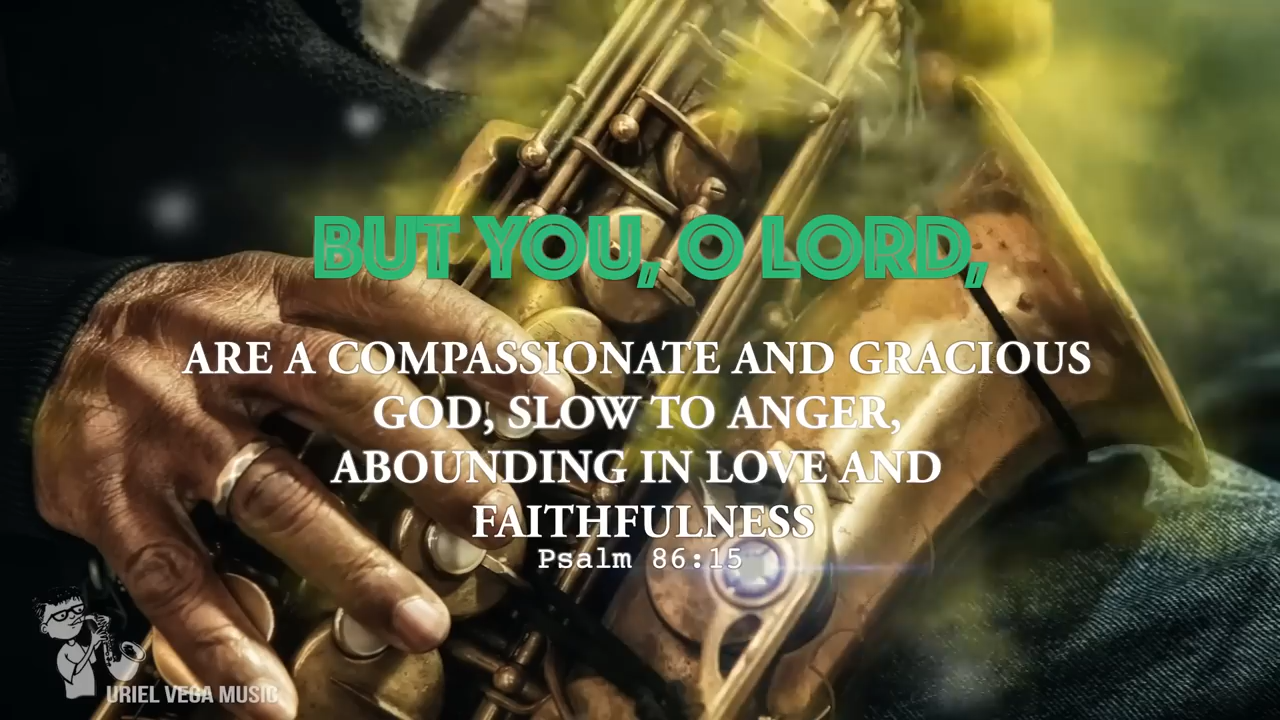 BUT YOU, O LORD,
ARE A COMPASSIONATE AND GRACIOUS
GOD, SLOW TO ANGER,
ABOUNDING IN LOVE AND
FAITHFULNESS
Psalm 86:15
URIEL VEGA MUSIC